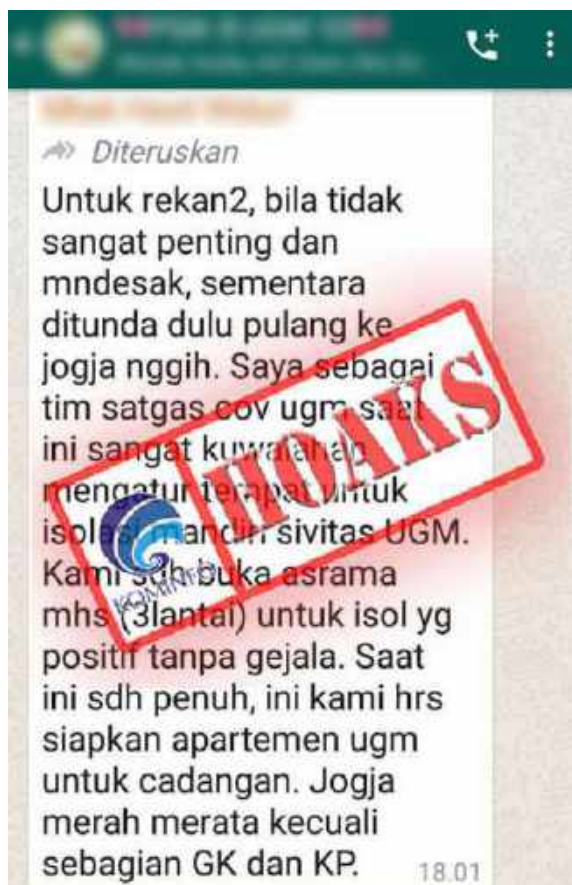 Diteruskan
Untuk rekan2, bila tidak
sangat penting dan
mndesak, sementara
ditunda dulu pulang ke
jogja nggih. Saya sebagai
tim satgas cov ugm saat
ini sangat kuwalahan
mengatur tempat untuk
isolasi mandiri sivitas UGM.
Kami sdh buka asrama
mhs (3lantai) untuk isol yg
positif tanpa gejala. Saat
ini sdh penuh, ini kami hrs
siapkan apartemen ugm
untuk cadangan. Jogja
merah merata kecuali
sebagian GK dan KP.
18.01
HOAKS
KOMINFO